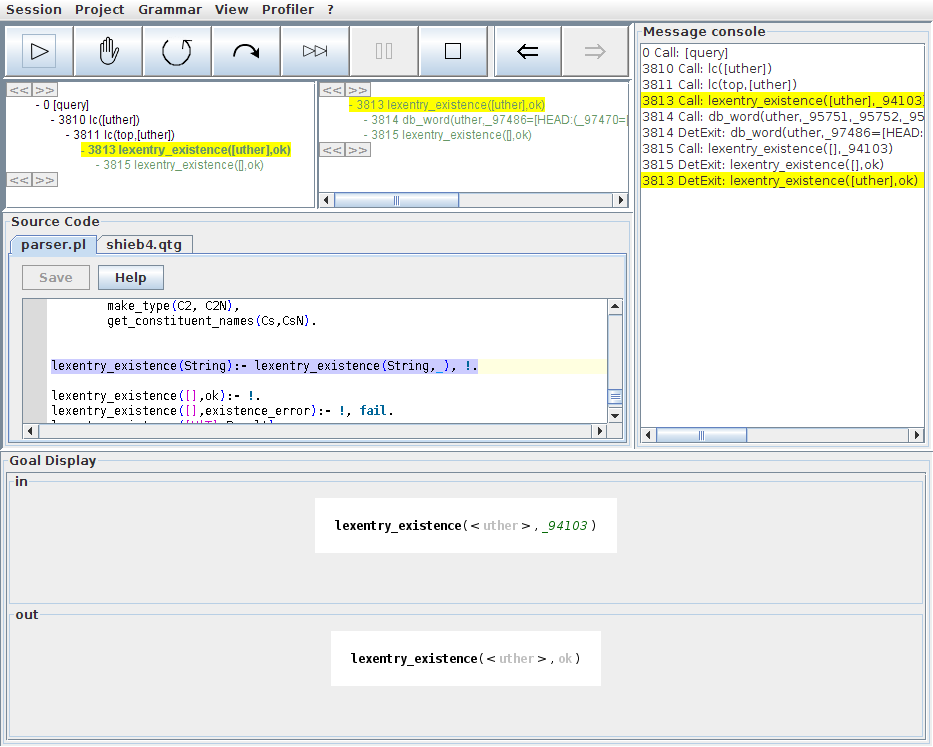 Session Project Grammar View Profiler ?
<< >>
- 0 [query]
- 3810 lc([uther])
- 3811 lc(top,[uther])
- 3813 lexentry_existence([uther],ok)
- 3815 lexentry_existence([],ok)
<< >>
<< >>
- 3813 lexentry_existence([uther],ok)
- 3814 db_word(uther,_97486=[HEAD:(_97470=
- 3815 lexentry_existence([],ok)
<< >>
Message console
0 Call: [query]
3810 Call: lc([uther])
3811 Call: lc(top,[uther])
3813 Call: lexentry_existence([uther],_94103
3814 Call: db_word(uther,_95751,_95752,_95
3814 DetExit: db_word(uther,_97486=[HEAD:
3815 Call: lexentry_existence([],_94103)
3815 DetExit: lexentry_existence([],ok)
3813 DetExit: lexentry_existence([uther],ok)
Source Code
parser.pl shieb4.qtg
Save Help
make_type(C2, C2N),
get_constituent_names(Cs,CsN).
lexentry_existence(String):- lexentry_existence(String,_), !.
lexentry_existence([],ok):- !.
lexentry_existence([],existence_error):- !, fail.
Goal Display
in
lexentry_existence(< uther >,_94103)
out
lexentry_existence(< uther >,ok)